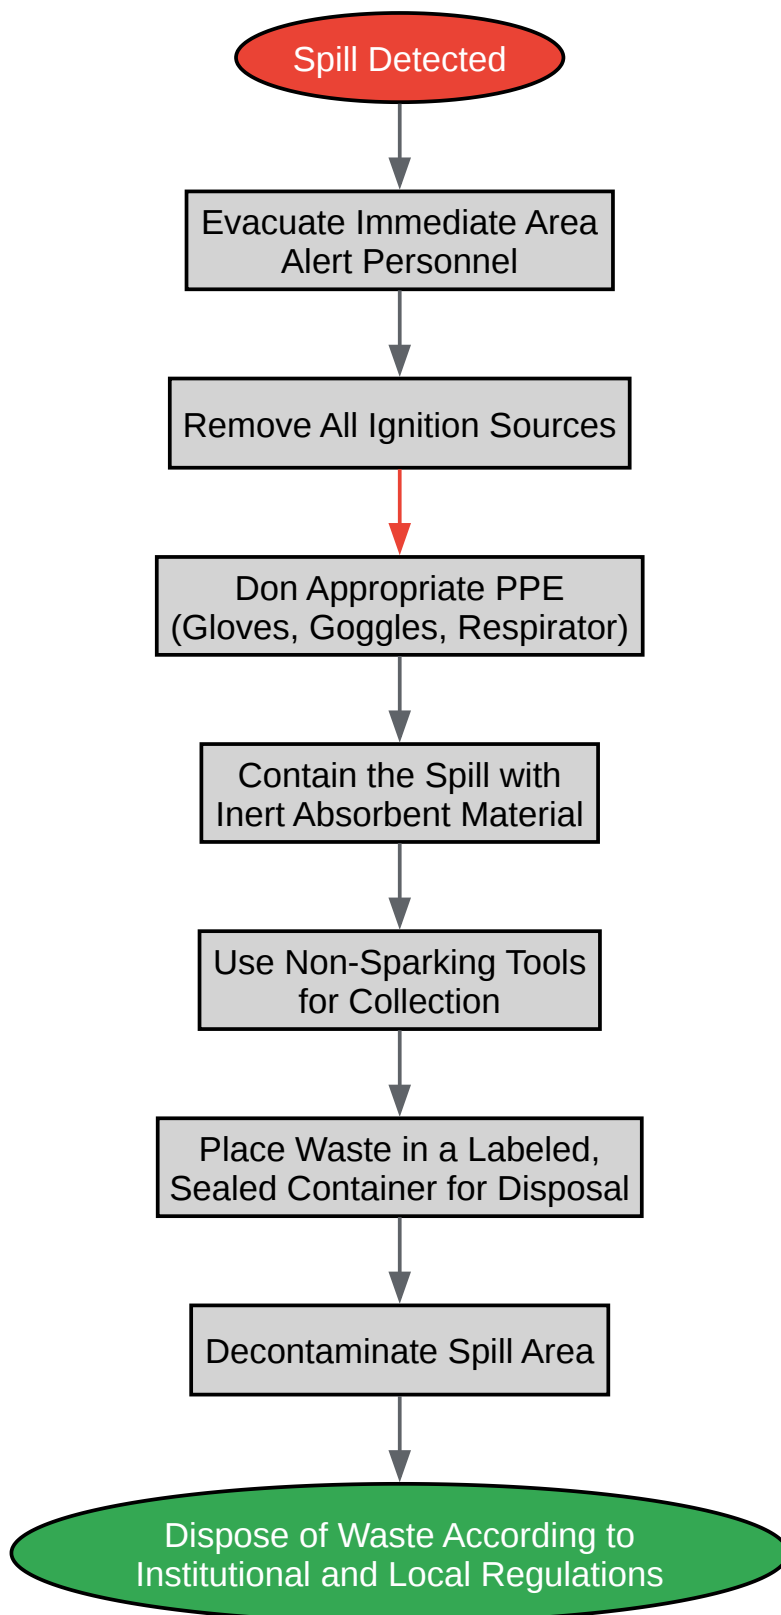 Spill Detected
Evacuate Immediate Area
Alert Personnel
Remove All Ignition Sources
Don Appropriate PPE
(Gloves, Goggles, Respirator)
Contain the Spill with
Inert Absorbent Material
Use Non-Sparking Tools
for Collection
Place Waste in a Labeled,
Sealed Container for Disposal
Decontaminate Spill Area
Dispose of Waste According to
Institutional and Local Regulations